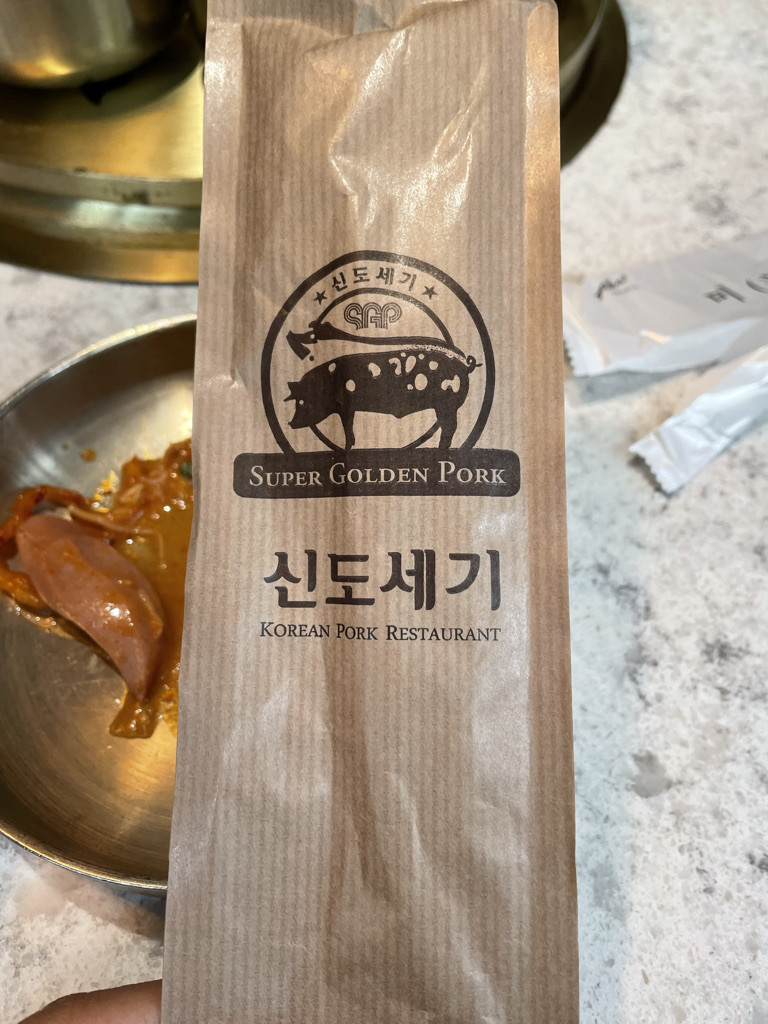 ★신도세기★
SGP
SUPER GOLDEN PORK
신도세기
KOREAN PORK RESTAURANT